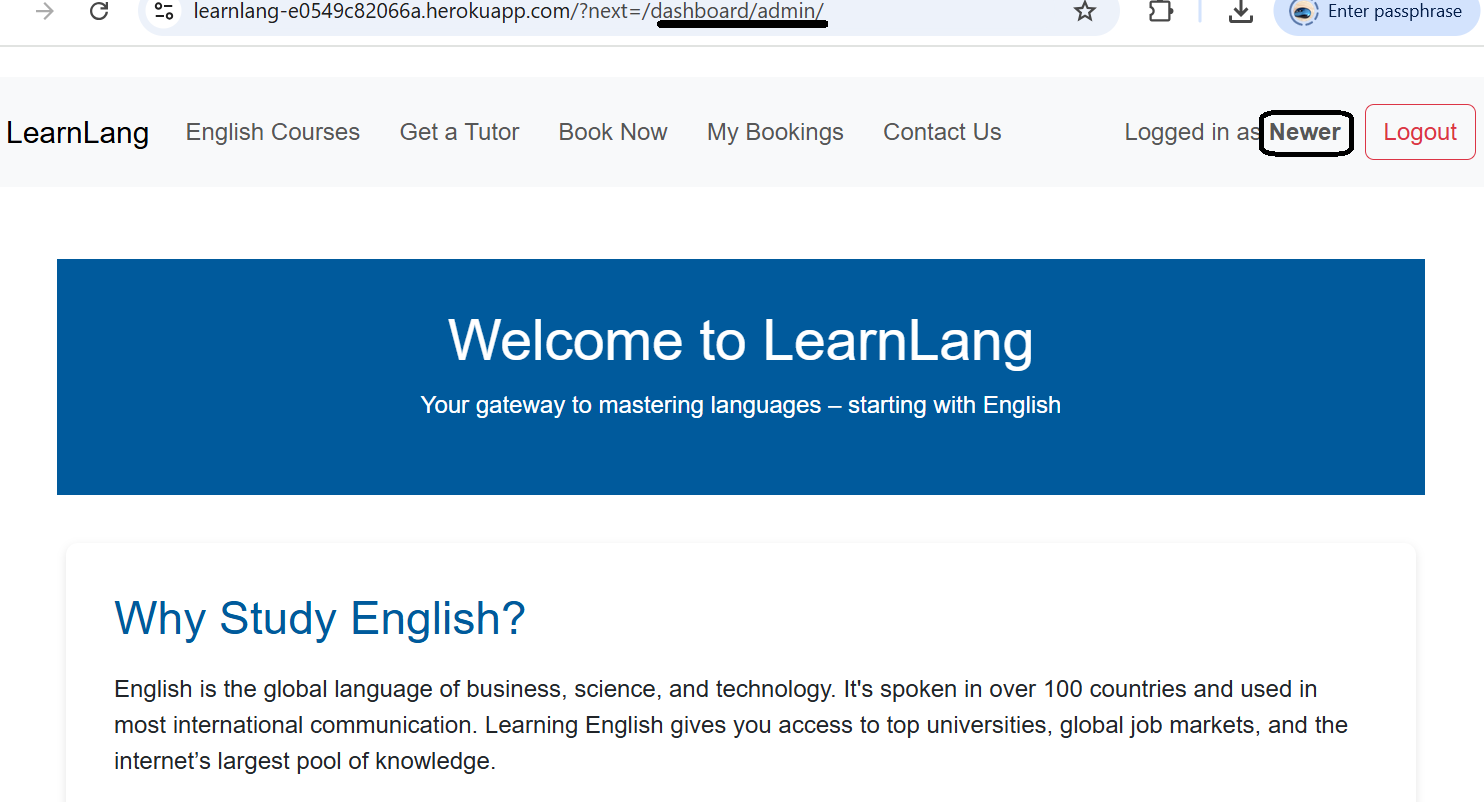 learnlang-e0549c82066a.herokuapp.com/?next=/dashboard/admin/
Enter passphrase
LearnLang English Courses Get a Tutor Book Now My Bookings Contact Us Logged in as Newer Logout
Welcome to LearnLang
Your gateway to mastering languages – starting with English
Why Study English?
English is the global language of business, science, and technology. It's spoken in over 100 countries and used in
most international communication. Learning English gives you access to top universities, global job markets, and the
internet’s largest pool of knowledge.